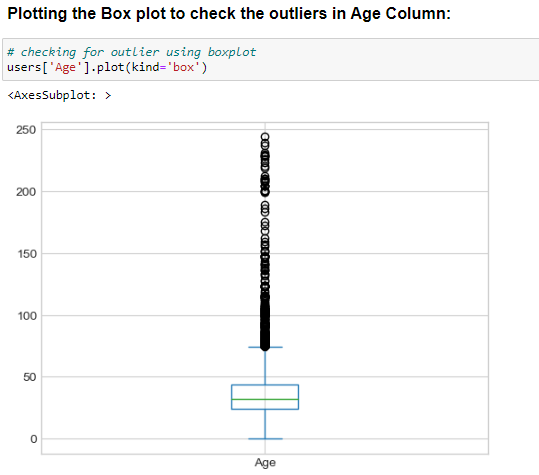 Plotting the Box plot to check the outliers in Age Column:
# checking for outlier using boxplot
users['Age'].plot(kind='box')
<AxesSubplot: >
250
200
150
100
50
0
Age